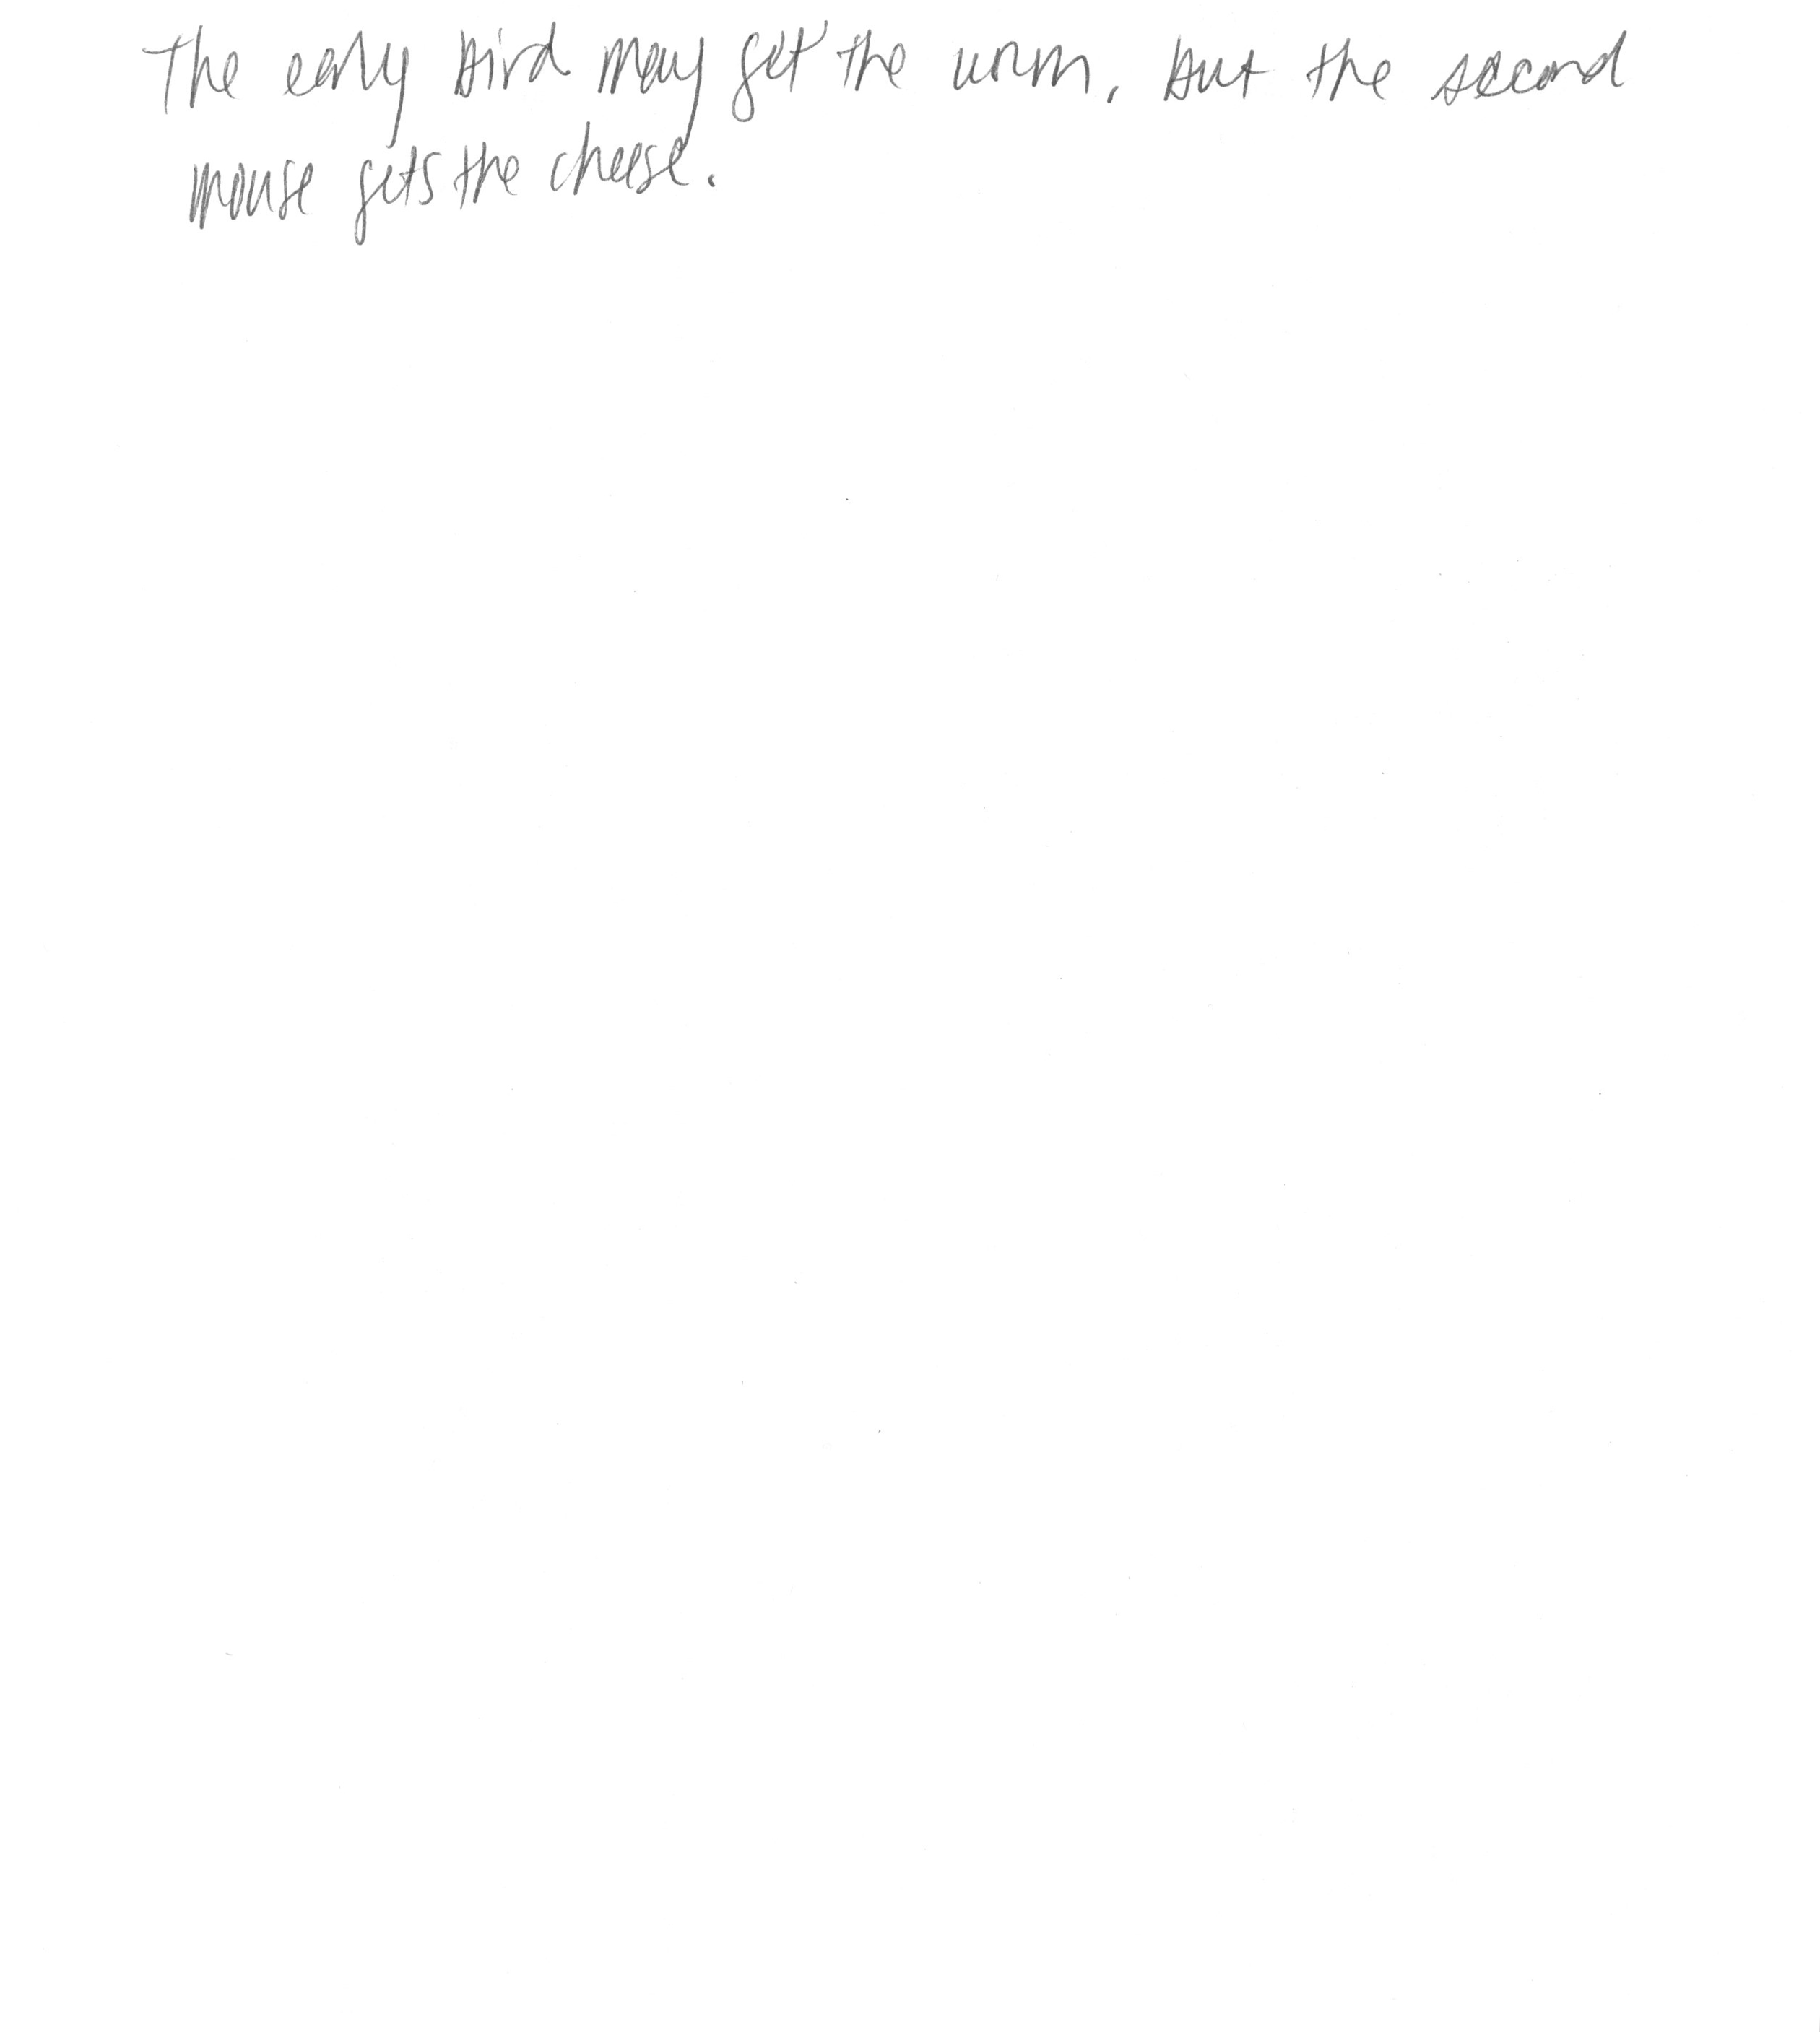 The early bird may get the worm, but the second
mouse gets the cheese.